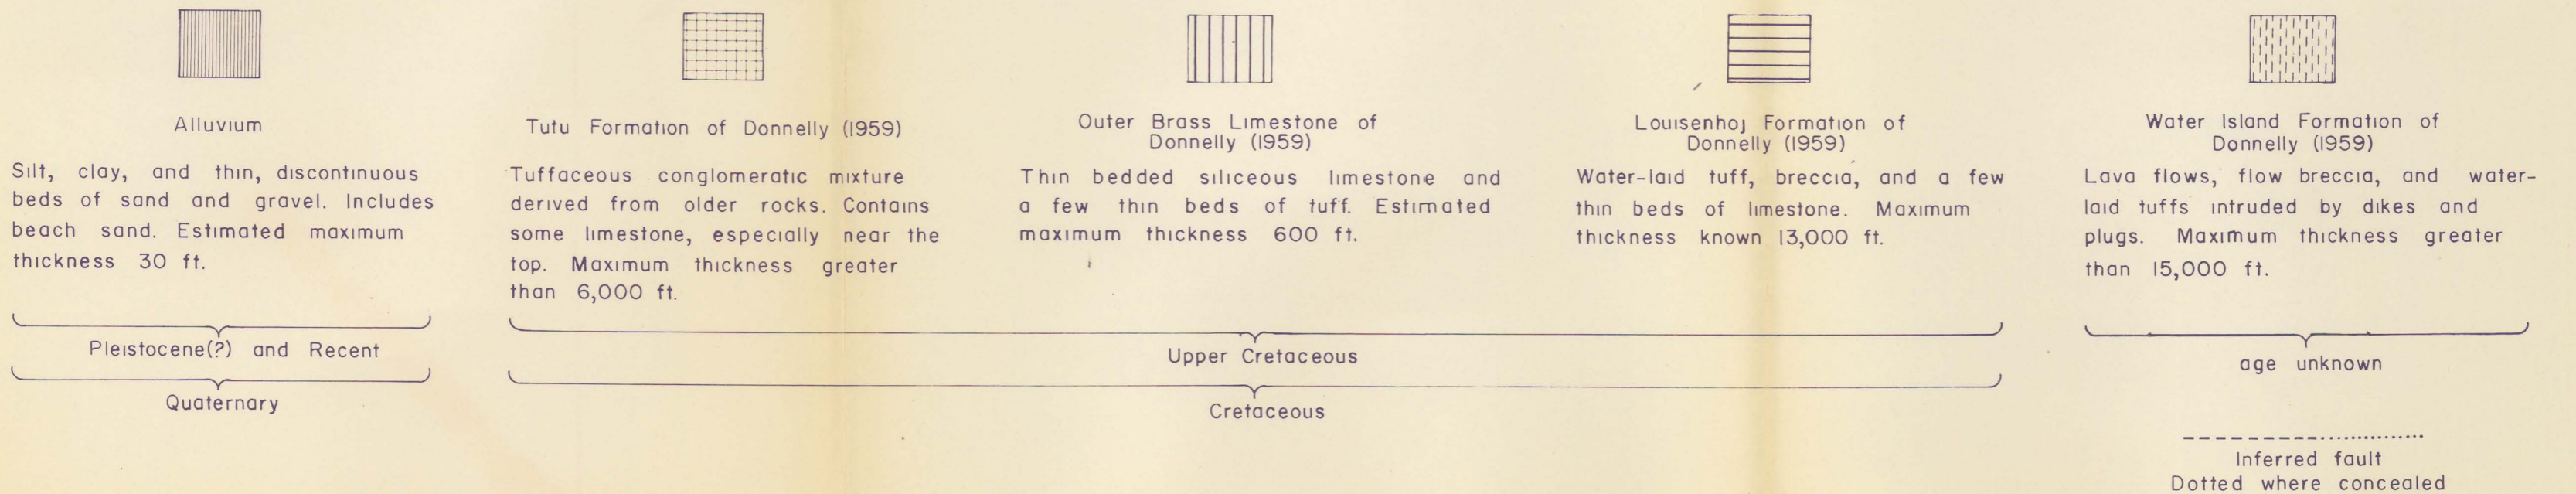 Alluvium
Silt, clay, and thin, discontinuous
beds of sand and gravel. Includes
beach sand. Estimated maximum
thickness 30 ft.
Pleistocene(?) and Recent
Quaternary
Tutu Formation of Donnelly (1959)
Tuffaceous conglomeratic mixture
derived from older rocks. Contains
some limestone, especially near the
top. Maximum thickness greater
than 6,000 ft.
Outer Brass Limestone of
Donnelly (1959)
Thin bedded siliceous limestone and
a few thin beds of tuff. Estimated
maximum thickness 600 ft.
Louisenhoj Formation of
Donnelly (1959)
Water-laid tuff, breccia, and a few
thin beds of limestone. Maximum
thickness known 13,000 ft.
Upper Cretaceous
Cretaceous
Water Island Formation of
Donnelly (1959)
Lava flows, flow breccia, and water-
laid tuffs intruded by dikes and
plugs. Maximum thickness greater
than 15,000 ft.
age unknown
Inferred fault
Dotted where concealed